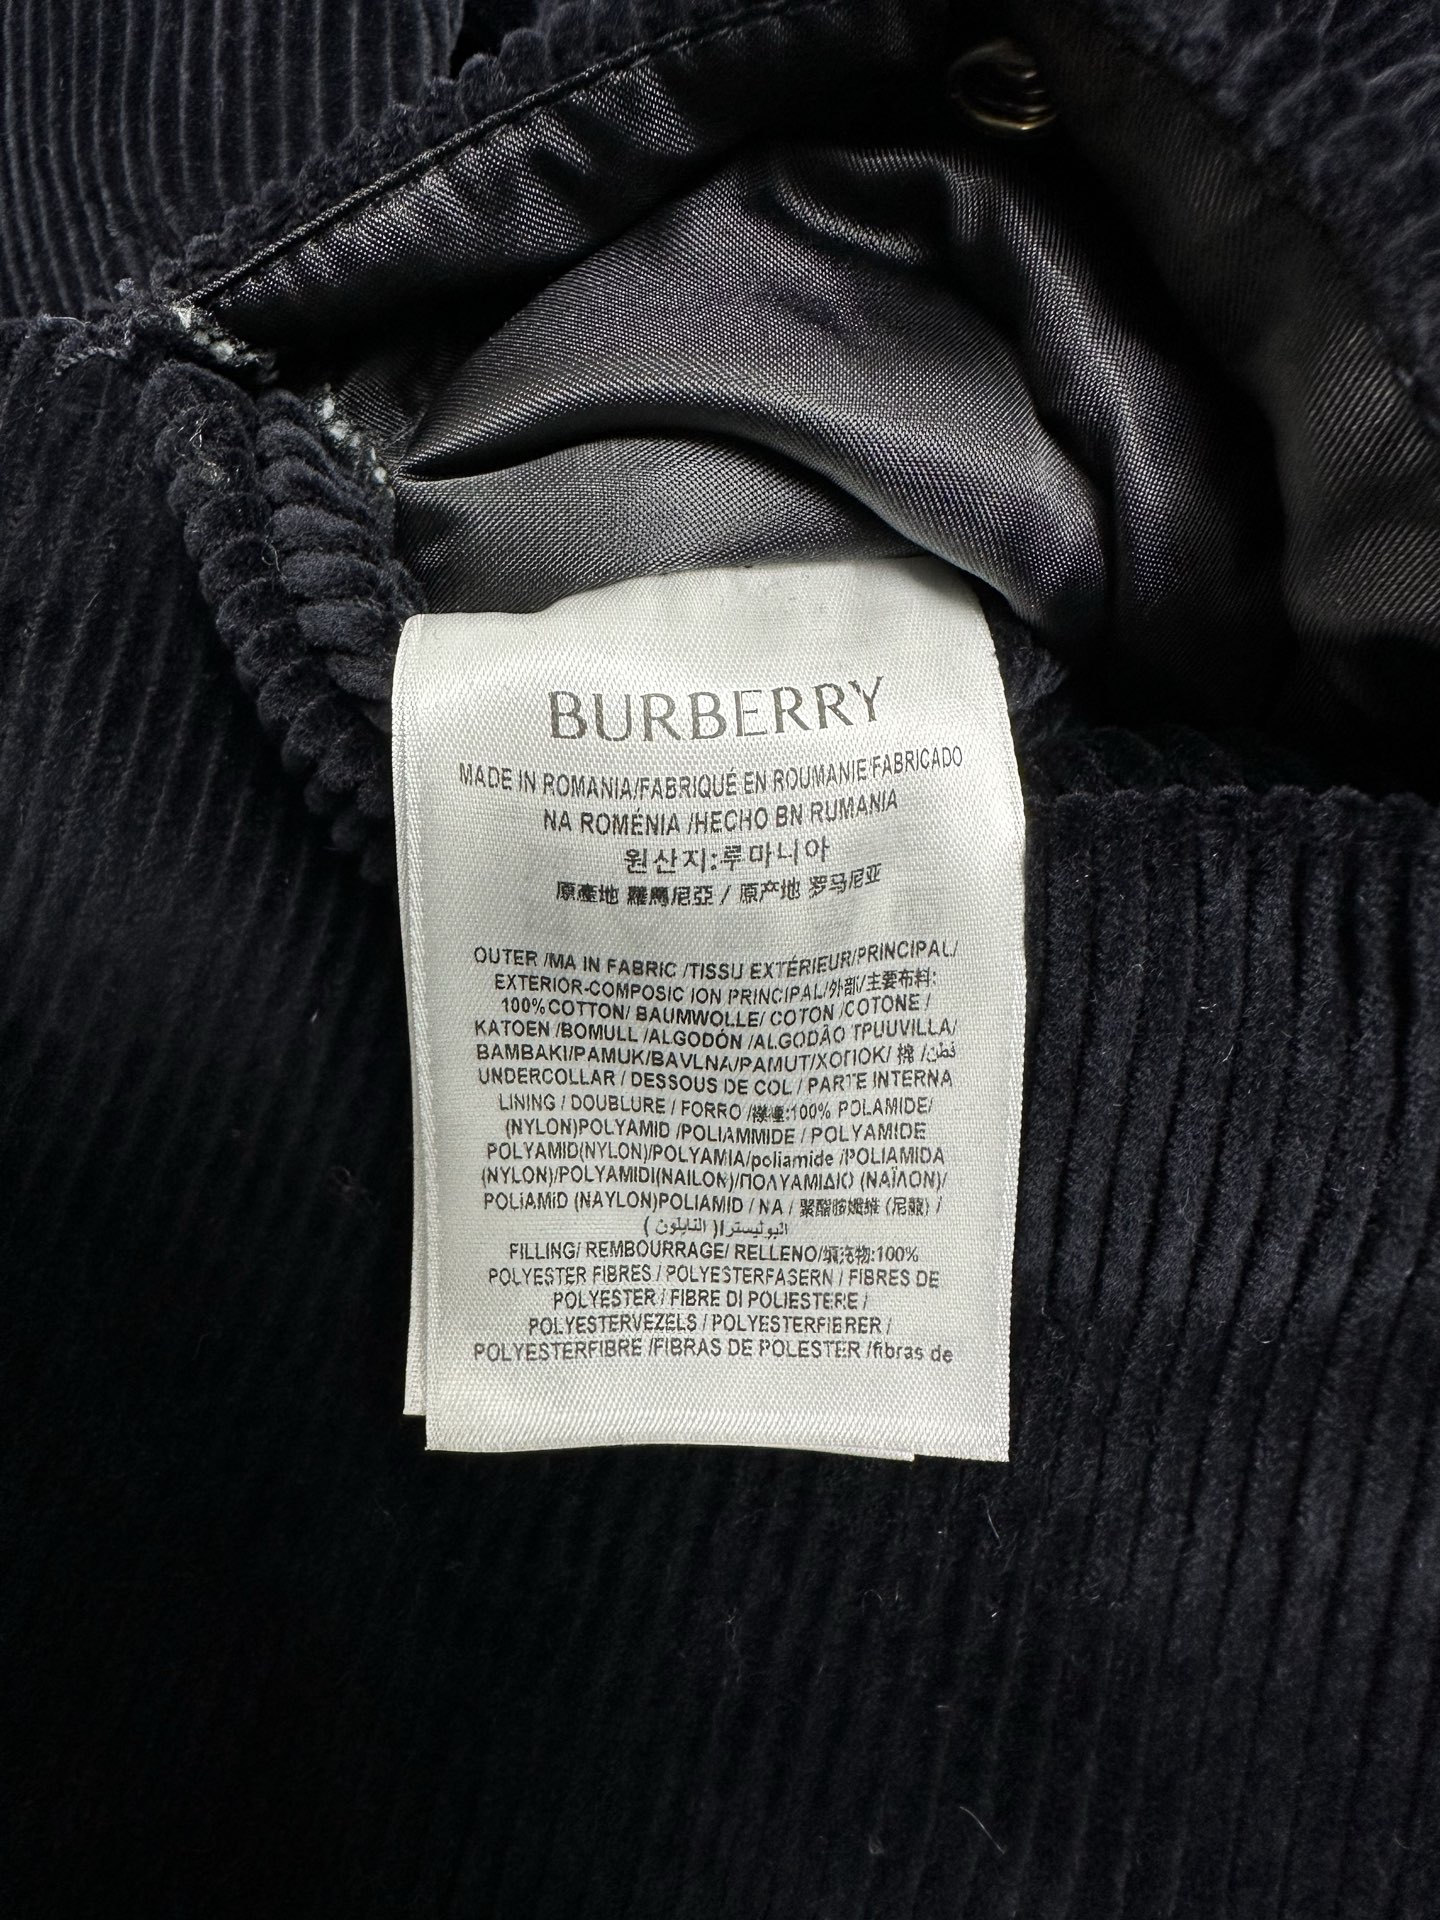 BURBERRY
MADE IN ROMANIA/FABRIQUÉ EN ROUMANIE/FABRICADO
NA ROMÉNIA /HECHO BN RUMANIA
원산지:루마니아
原產地 羅馬尼亞 / 原产地 罗马尼亚
OUTER /MA IN FABRIC /TISSU EXTÉRIEUR/PRINCIPAL/
EXTERIOR-COMPOSIC ION PRINCIPAL/外部/主要布料:
100%COTTON/ BAUMWOLLE/ COTON /COTONE /
KATOEN /BOMULL /ALGODÓN /ALGODÃO TPUUVILLA/
BAMBAKI/PAMUK/BAVLNA/PAMUT/ХОПОК/ 棉 /قطن
UNDERCOLLAR / DESSOUS DE COL / PARTE INTERNA
LINING / DOUBLURE / FORRO /:100% POLAMIDE/
(NYLON)POLYAMID /POLIAMMIDE / POLYAMIDE
POLYAMID(NYLON)/POLYAMIA/poliamide /POLIAMIDA
(NYLON)/POLYAMIDI(NAILON)/ΠΟΛΥΑΜΙΔΙΟ (ΝΑΪΛΟΝ)/
POLİAMİD (NAYLON)POLIAMID / NA / 聚酯胺纖維 (尼龍) /
البوليسترا( النايلون )
FILLING/ REMBOURRAGE/ RELLENO/填充物:100%
POLYESTER FIBRES / POLYESTERFASERN / FIBRES DE
POLYESTER / FIBRE DI POLIESTERE /
POLYESTERVEZELS / POLYESTERFIBRER /
POLYESTERFIBRE /FIBRAS DE POLESTER /fibras de